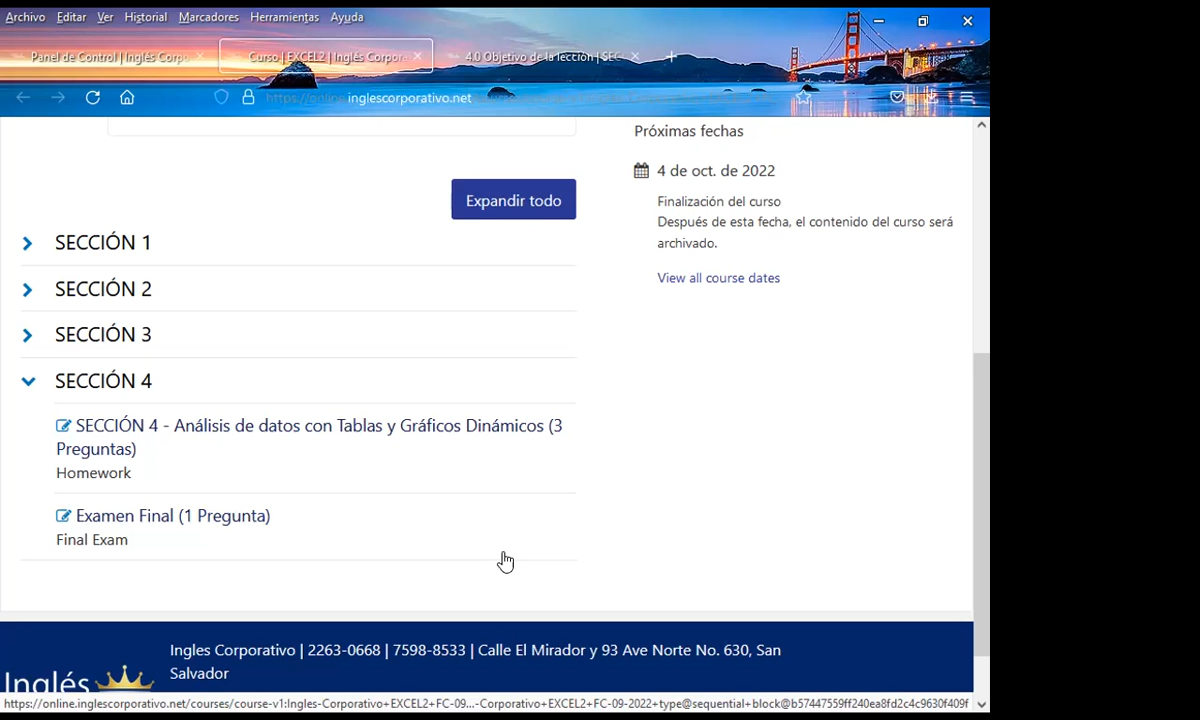 Archivo Editar Ver Historial Marcadores Herramientas Ayuda
Panel de Control | Inglés Corpo
Curso | EXCEL2 | Inglés Corpora
4.0 Objetivo de la lección | SEC
https://online.inglescorporativo.net
Próximas fechas
4 de oct. de 2022
Finalización del curso
Después de esta fecha, el contenido del curso será
archivado.
View all course dates
Expandir todo
SECCIÓN 1
SECCIÓN 2
SECCIÓN 3
SECCIÓN 4
SECCIÓN 4 - Análisis de datos con Tablas y Gráficos Dinámicos (3
Preguntas)
Homework
Examen Final (1 Pregunta)
Final Exam
Ingles Corporativo | 2263-0668 | 7598-8533 | Calle El Mirador y 93 Ave Norte No. 630, San
Salvador
Inglés
https://online.inglescorporativo.net/courses/course-v1:Ingles-Corporativo+EXCEL2+FC-09...-Corporativo+EXCEL2+FC-09-2022+type@sequential+block@b57447559ff240ea8fd2c4c9630f409f